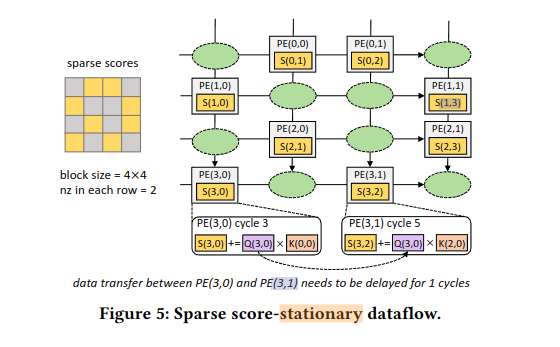 PE(0,0) PE(0,1)
S(0,1) S(0,2)
sparse scores
PE(1,0) PE(1,1)
S(1,0) S(1,3)
PE(2,0) PE(2,1)
S(2,1) S(2,3)
block size = 4×4
nz in each row = 2
PE(3,0) PE(3,1)
S(3,0) S(3,2)
PE(3,0) cycle 3 PE(3,1) cycle 5
S(3,0) += Q(3,0) × K(0,0) S(3,2) += Q(3,0) × K(2,0)
data transfer between PE(3,0) and PE(3,1) needs to be delayed for 1 cycles
Figure 5: Sparse score-stationary dataflow.